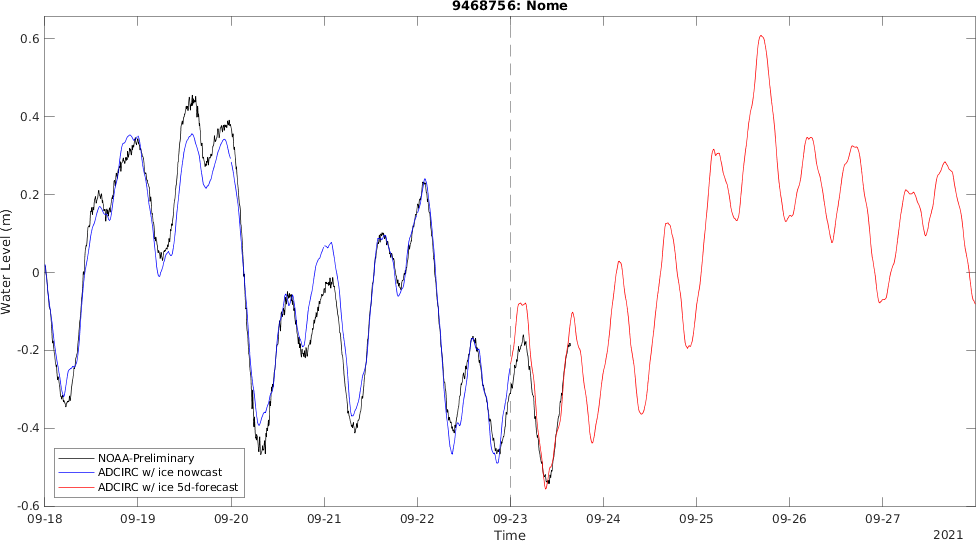 9468756: Nome
0.6
0.4
0.2
0
-0.2
-0.4
-0.6
Water Level (m)
NOAA-Preliminary
ADCIRC w/ ice nowcast
ADCIRC w/ ice 5d-forecast
09-18 09-19 09-20 09-21 09-22 09-23 09-24 09-25 09-26 09-27
Time
2021